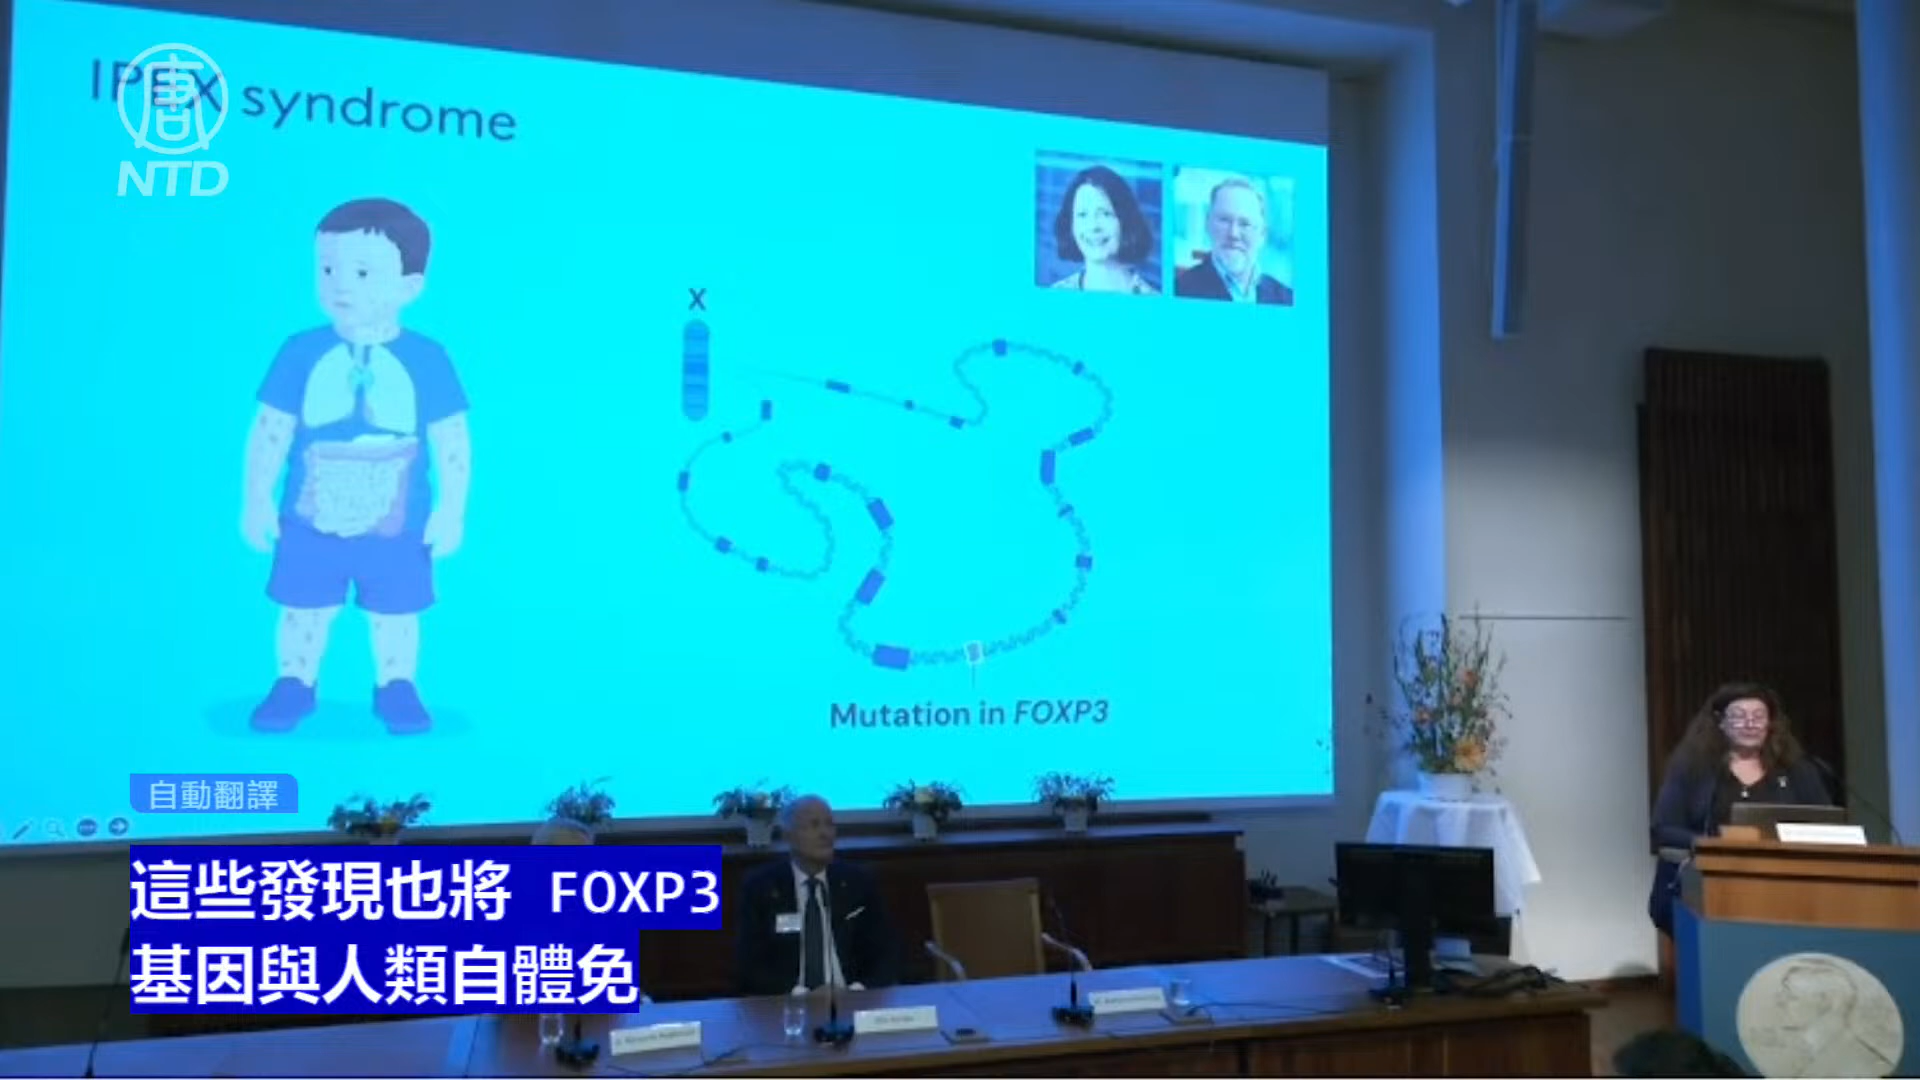 IPEX syndrome
唐
NTD
X
Mutation in FOXP3
自動翻譯
這些發現也將 FOXP3
基因與人類自體免